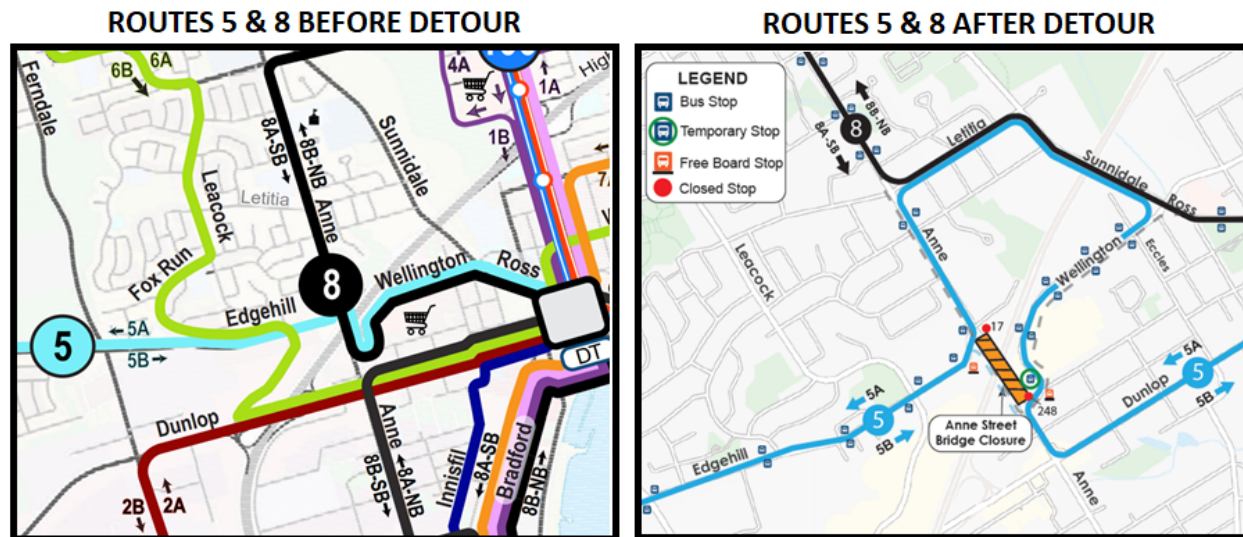 ROUTES 5 & 8 BEFORE DETOUR
6A
6B
4A
1A
High
Ferndale
8A-SB
8B-NB
Sunnidale
1B
7A
Leacock
Letitia
Anne
Fox Run
8
Wellington
Ross
Edgehill
5
5A
5B
DT
Dunlop
Anne
8B-SB
8A-NB
Innisfil
8A-SB
Bradford
8B-NB
2B
2A
ROUTES 5 & 8 AFTER DETOUR
LEGEND
Bus Stop
Temporary Stop
Free Board Stop
Closed Stop
8B-NB
8
8A-SB
Letitia
Sunnidale
Ross
Anne
Leacock
Wellington
Eccles
17
5A
5
5B
Dunlop
248
5A
5
5B
Anne Street
Bridge Closure
Edgehill
Anne